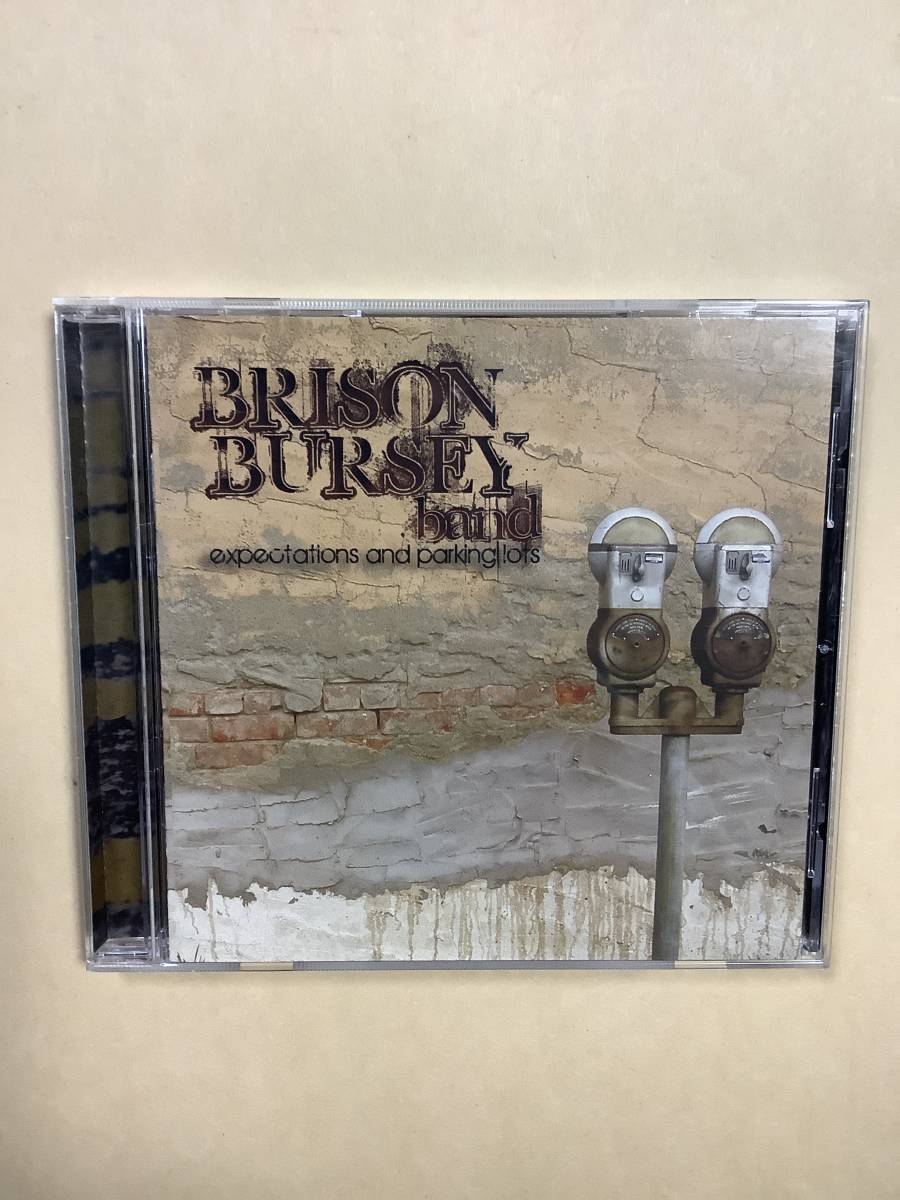 BRISON
BURSEY
band
expectations and parking lots